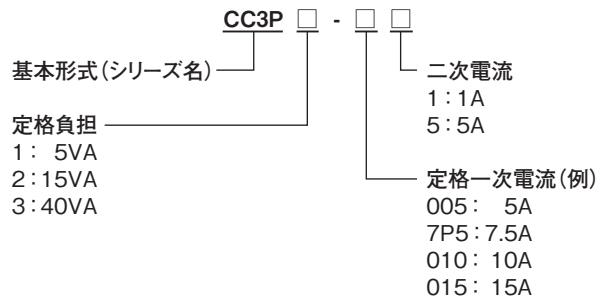 CC3P □ - □ □
基本形式(シリーズ名)
定格負担
1: 5VA
2:15VA
3:40VA
二次電流
1:1A
5:5A
定格一次電流(例)
005: 5A
7P5:7.5A
010: 10A
015: 15A